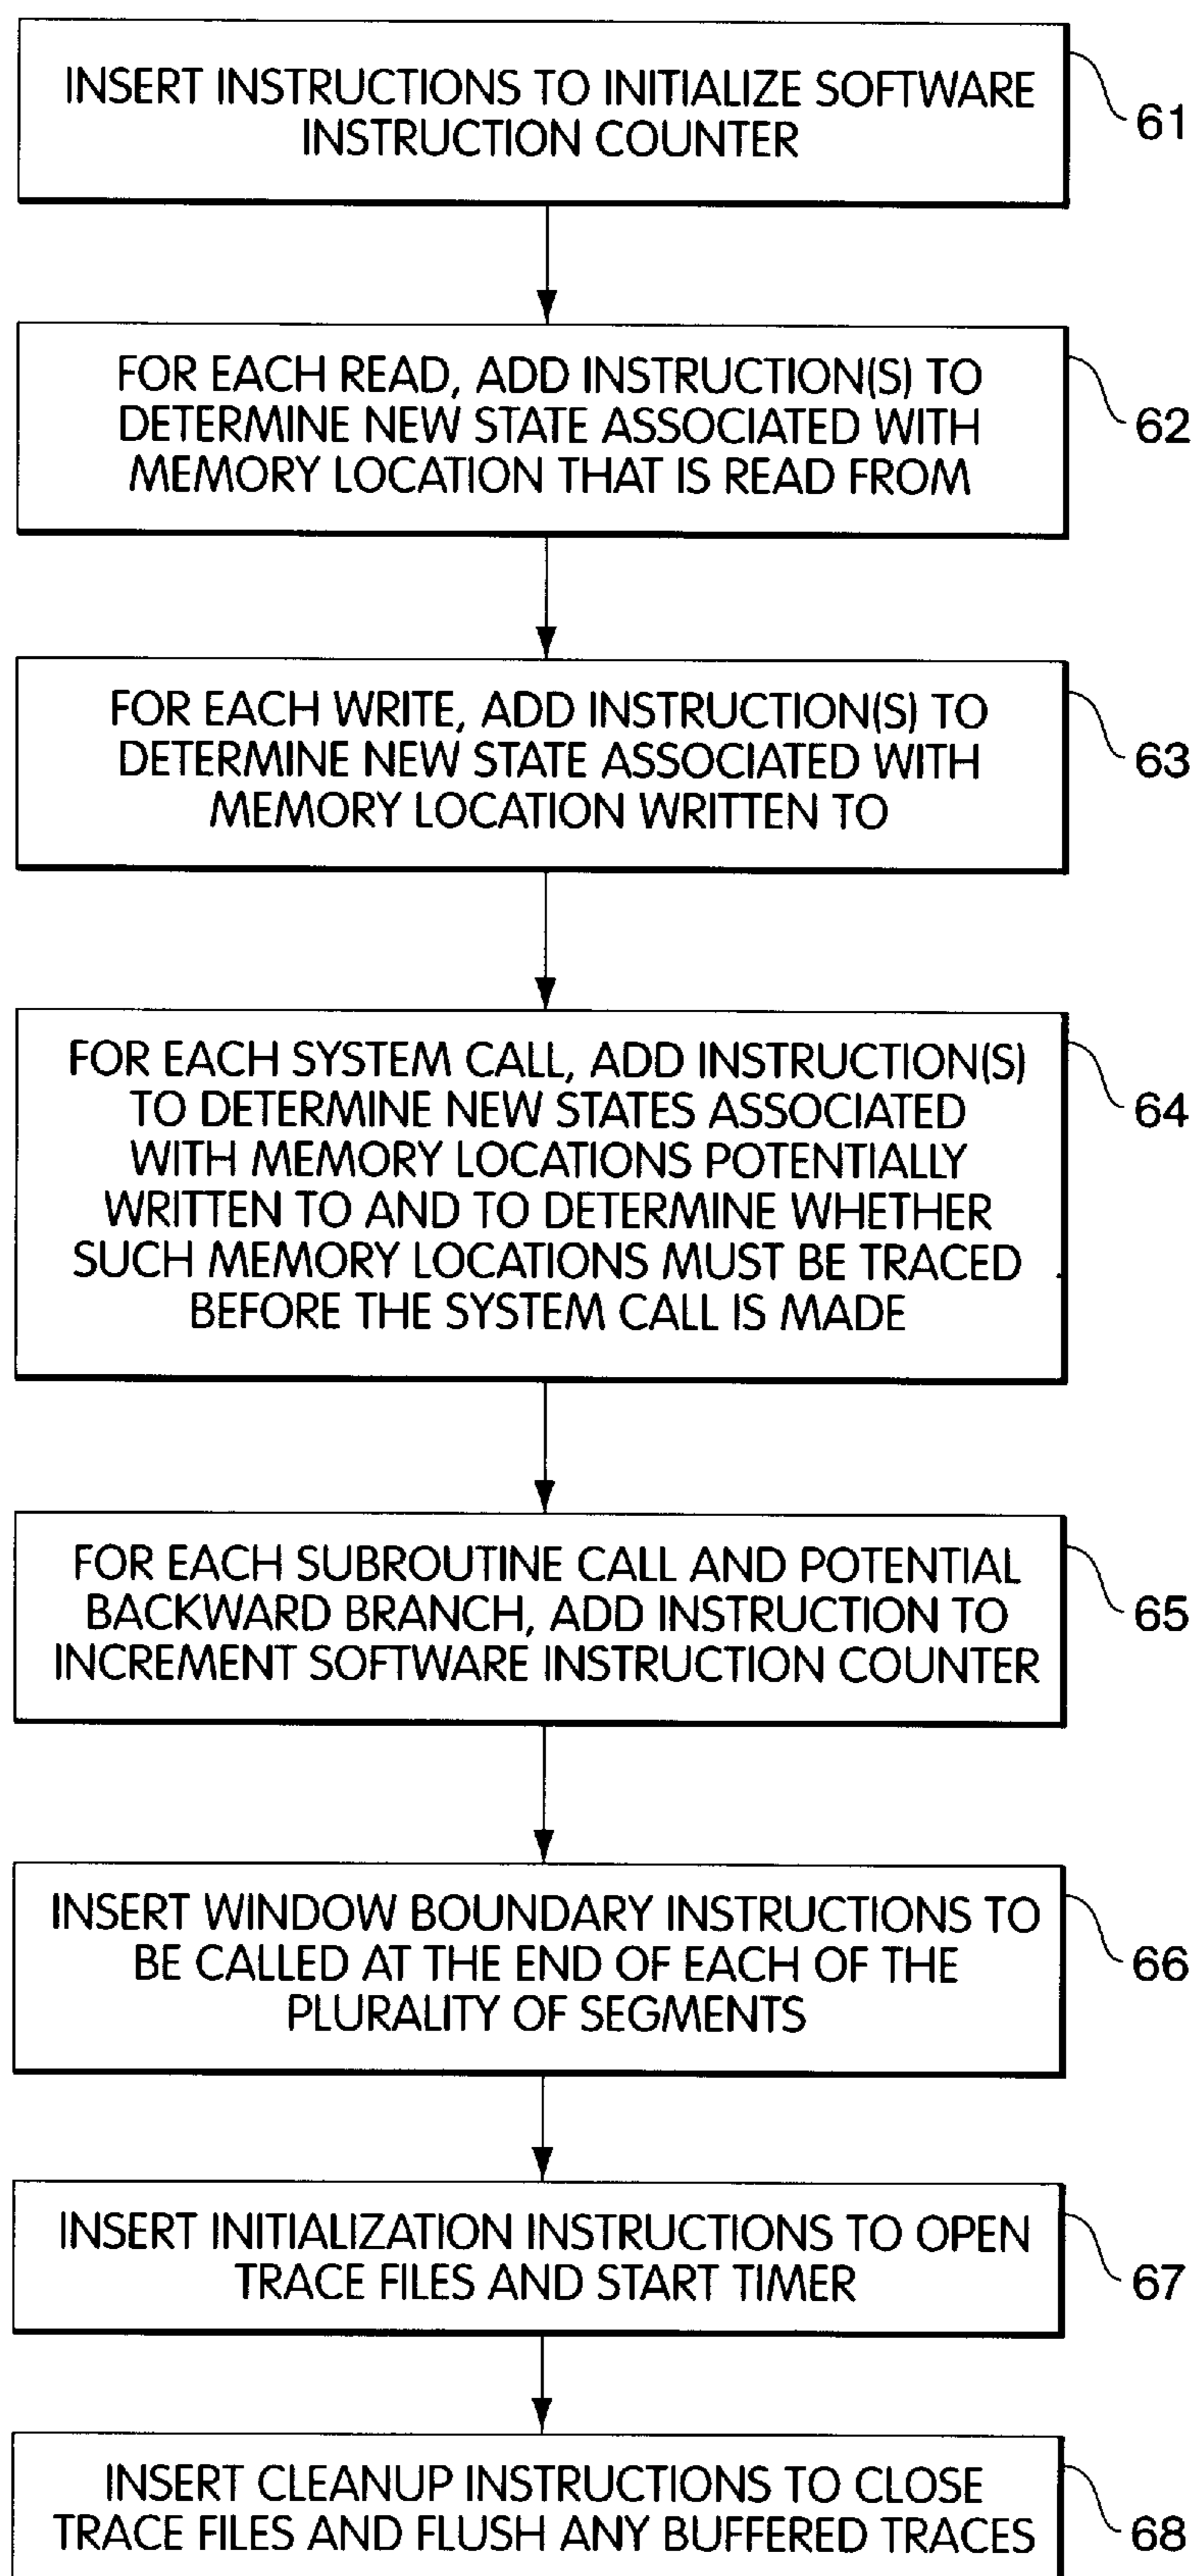 INSERT INSTRUCTIONS TO INITIALIZE SOFTWARE
INSTRUCTION COUNTER
61
FOR EACH READ, ADD INSTRUCTION(S) TO
DETERMINE NEW STATE ASSOCIATED WITH
MEMORY LOCATION THAT IS READ FROM
62
FOR EACH WRITE, ADD INSTRUCTION(S) TO
DETERMINE NEW STATE ASSOCIATED WITH
MEMORY LOCATION WRITTEN TO
63
FOR EACH SYSTEM CALL, ADD INSTRUCTION(S)
TO DETERMINE NEW STATES ASSOCIATED
WITH MEMORY LOCATIONS POTENTIALLY
WRITTEN TO AND TO DETERMINE WHETHER
SUCH MEMORY LOCATIONS MUST BE TRACED
BEFORE THE SYSTEM CALL IS MADE
64
FOR EACH SUBROUTINE CALL AND POTENTIAL
BACKWARD BRANCH, ADD INSTRUCTION TO
INCREMENT SOFTWARE INSTRUCTION COUNTER
65
INSERT WINDOW BOUNDARY INSTRUCTIONS TO
BE CALLED AT THE END OF EACH OF THE
PLURALITY OF SEGMENTS
66
INSERT INITIALIZATION INSTRUCTIONS TO OPEN
TRACE FILES AND START TIMER
67
INSERT CLEANUP INSTRUCTIONS TO CLOSE
TRACE FILES AND FLUSH ANY BUFFERED TRACES
68